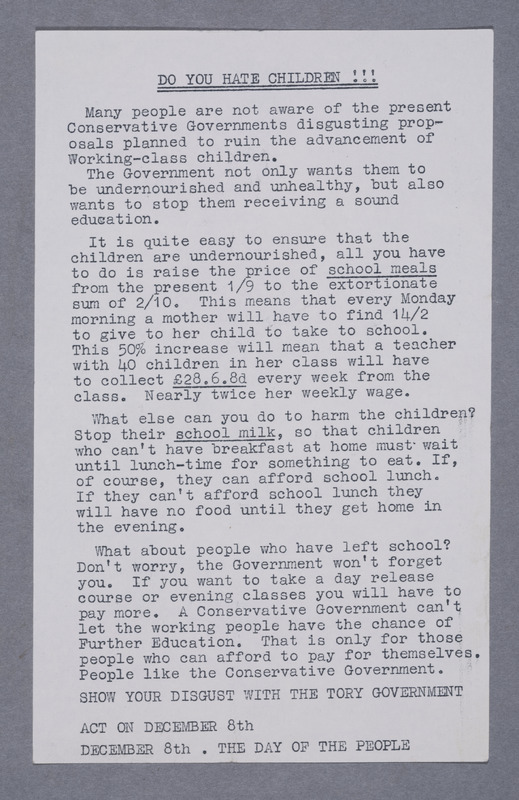 DO YOU HATE CHILDREN !!!
Many people are not aware of the present
Conservative Governments disgusting prop-
osals planned to ruin the advancement of
Working-class children.
The Government not only wants them to
be undernourished and unhealthy, but also
wants to stop them receiving a sound
education.
It is quite easy to ensure that the
children are undernourished, all you have
to do is raise the price of school meals
from the present 1/9 to the extortionate
sum of 2/10. This means that every Monday
morning a mother will have to find 14/2
to give to her child to take to school.
This 50% increase will mean that a teacher
with 40 children in her class will have
to collect £28.6.8d every week from the
class. Nearly twice her weekly wage.
What else can you do to harm the children?
Stop their school milk, so that children
who can't have breakfast at home must wait
until lunch-time for something to eat. If,
of course, they can afford school lunch.
If they can't afford school lunch they
will have no food until they get home in
the evening.
What about people who have left school?
Don't worry, the Government won't forget
you. If you want to take a day release
course or evening classes you will have to
pay more. A Conservative Government can't
let the working people have the chance of
Further Education. That is only for those
people who can afford to pay for themselves.
People like the Conservative Government.
SHOW YOUR DISGUST WITH THE TORY GOVERNMENT
ACT ON DECEMBER 8th
DECEMBER 8th . THE DAY OF THE PEOPLE